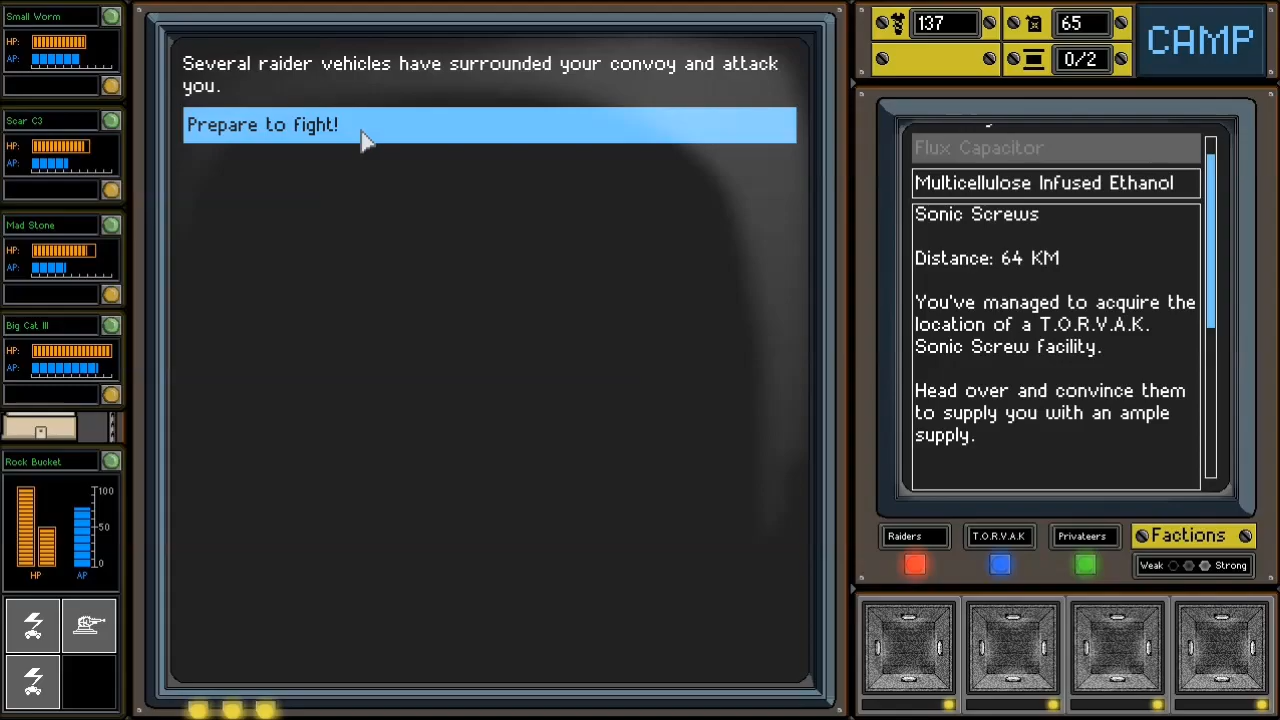 Small Worm
HP:
AP:
Scar C3
HP:
AP:
Mad Stone
HP:
AP:
Big Cat III
HP:
AP:
Rock Bucket
100
50
0
HP
AP
Several raider vehicles have surrounded your convoy and attack
you.
Prepare to fight!
137
65
0/2
CAMP
Flux Capacitor
Multicellulose Infused Ethanol
Sonic Screws
Distance: 64 KM
You've managed to acquire the
location of a T.O.R.V.A.K.
Sonic Screw facility.
Head over and convince them
to supply you with an ample
supply.
Raiders
T.O.R.V.A.K
Privateers
Factions
Weak
Strong